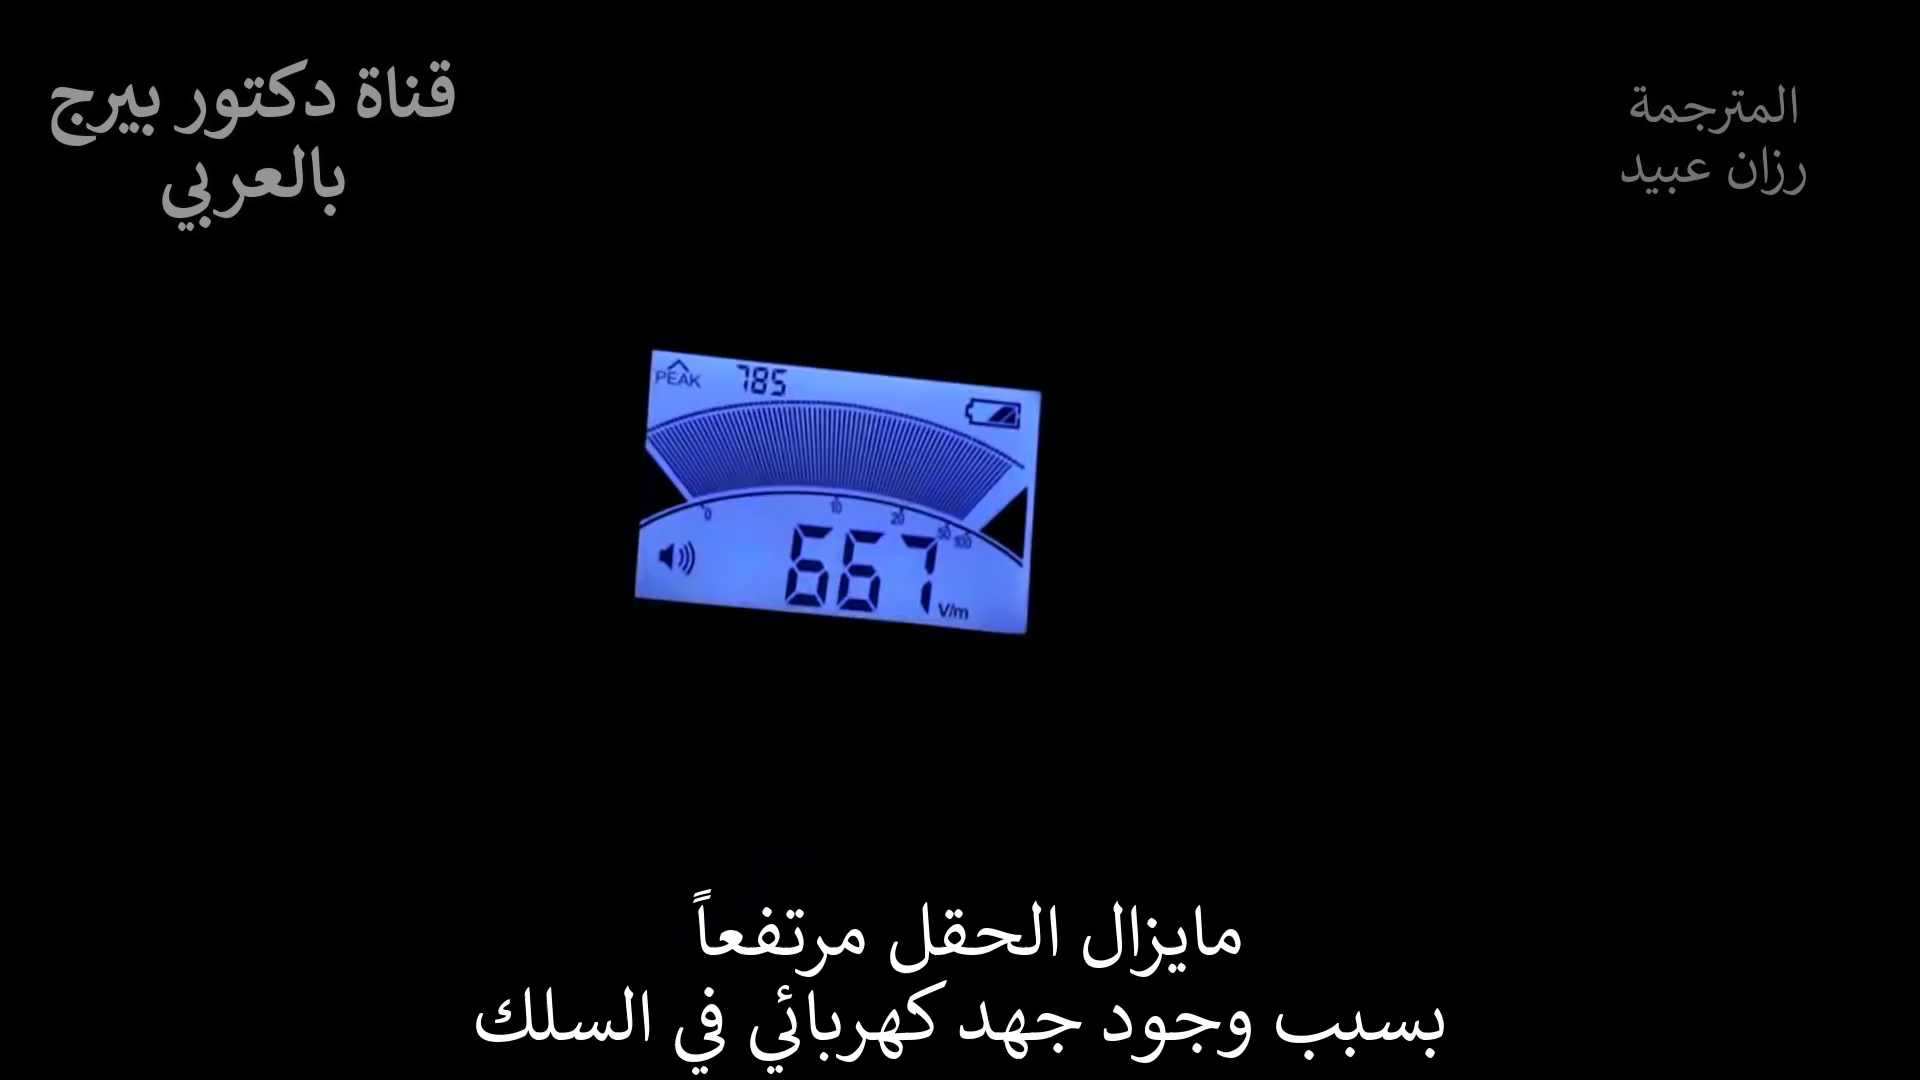 قناة دكتور بيرج
بالعربي
المترجمة
رزان عبيد
PEAK 785
0 10 20 50 100
667 V/m
مايزال الحقل مرتفعاً
بسبب وجود جهد كهربائي في السلك